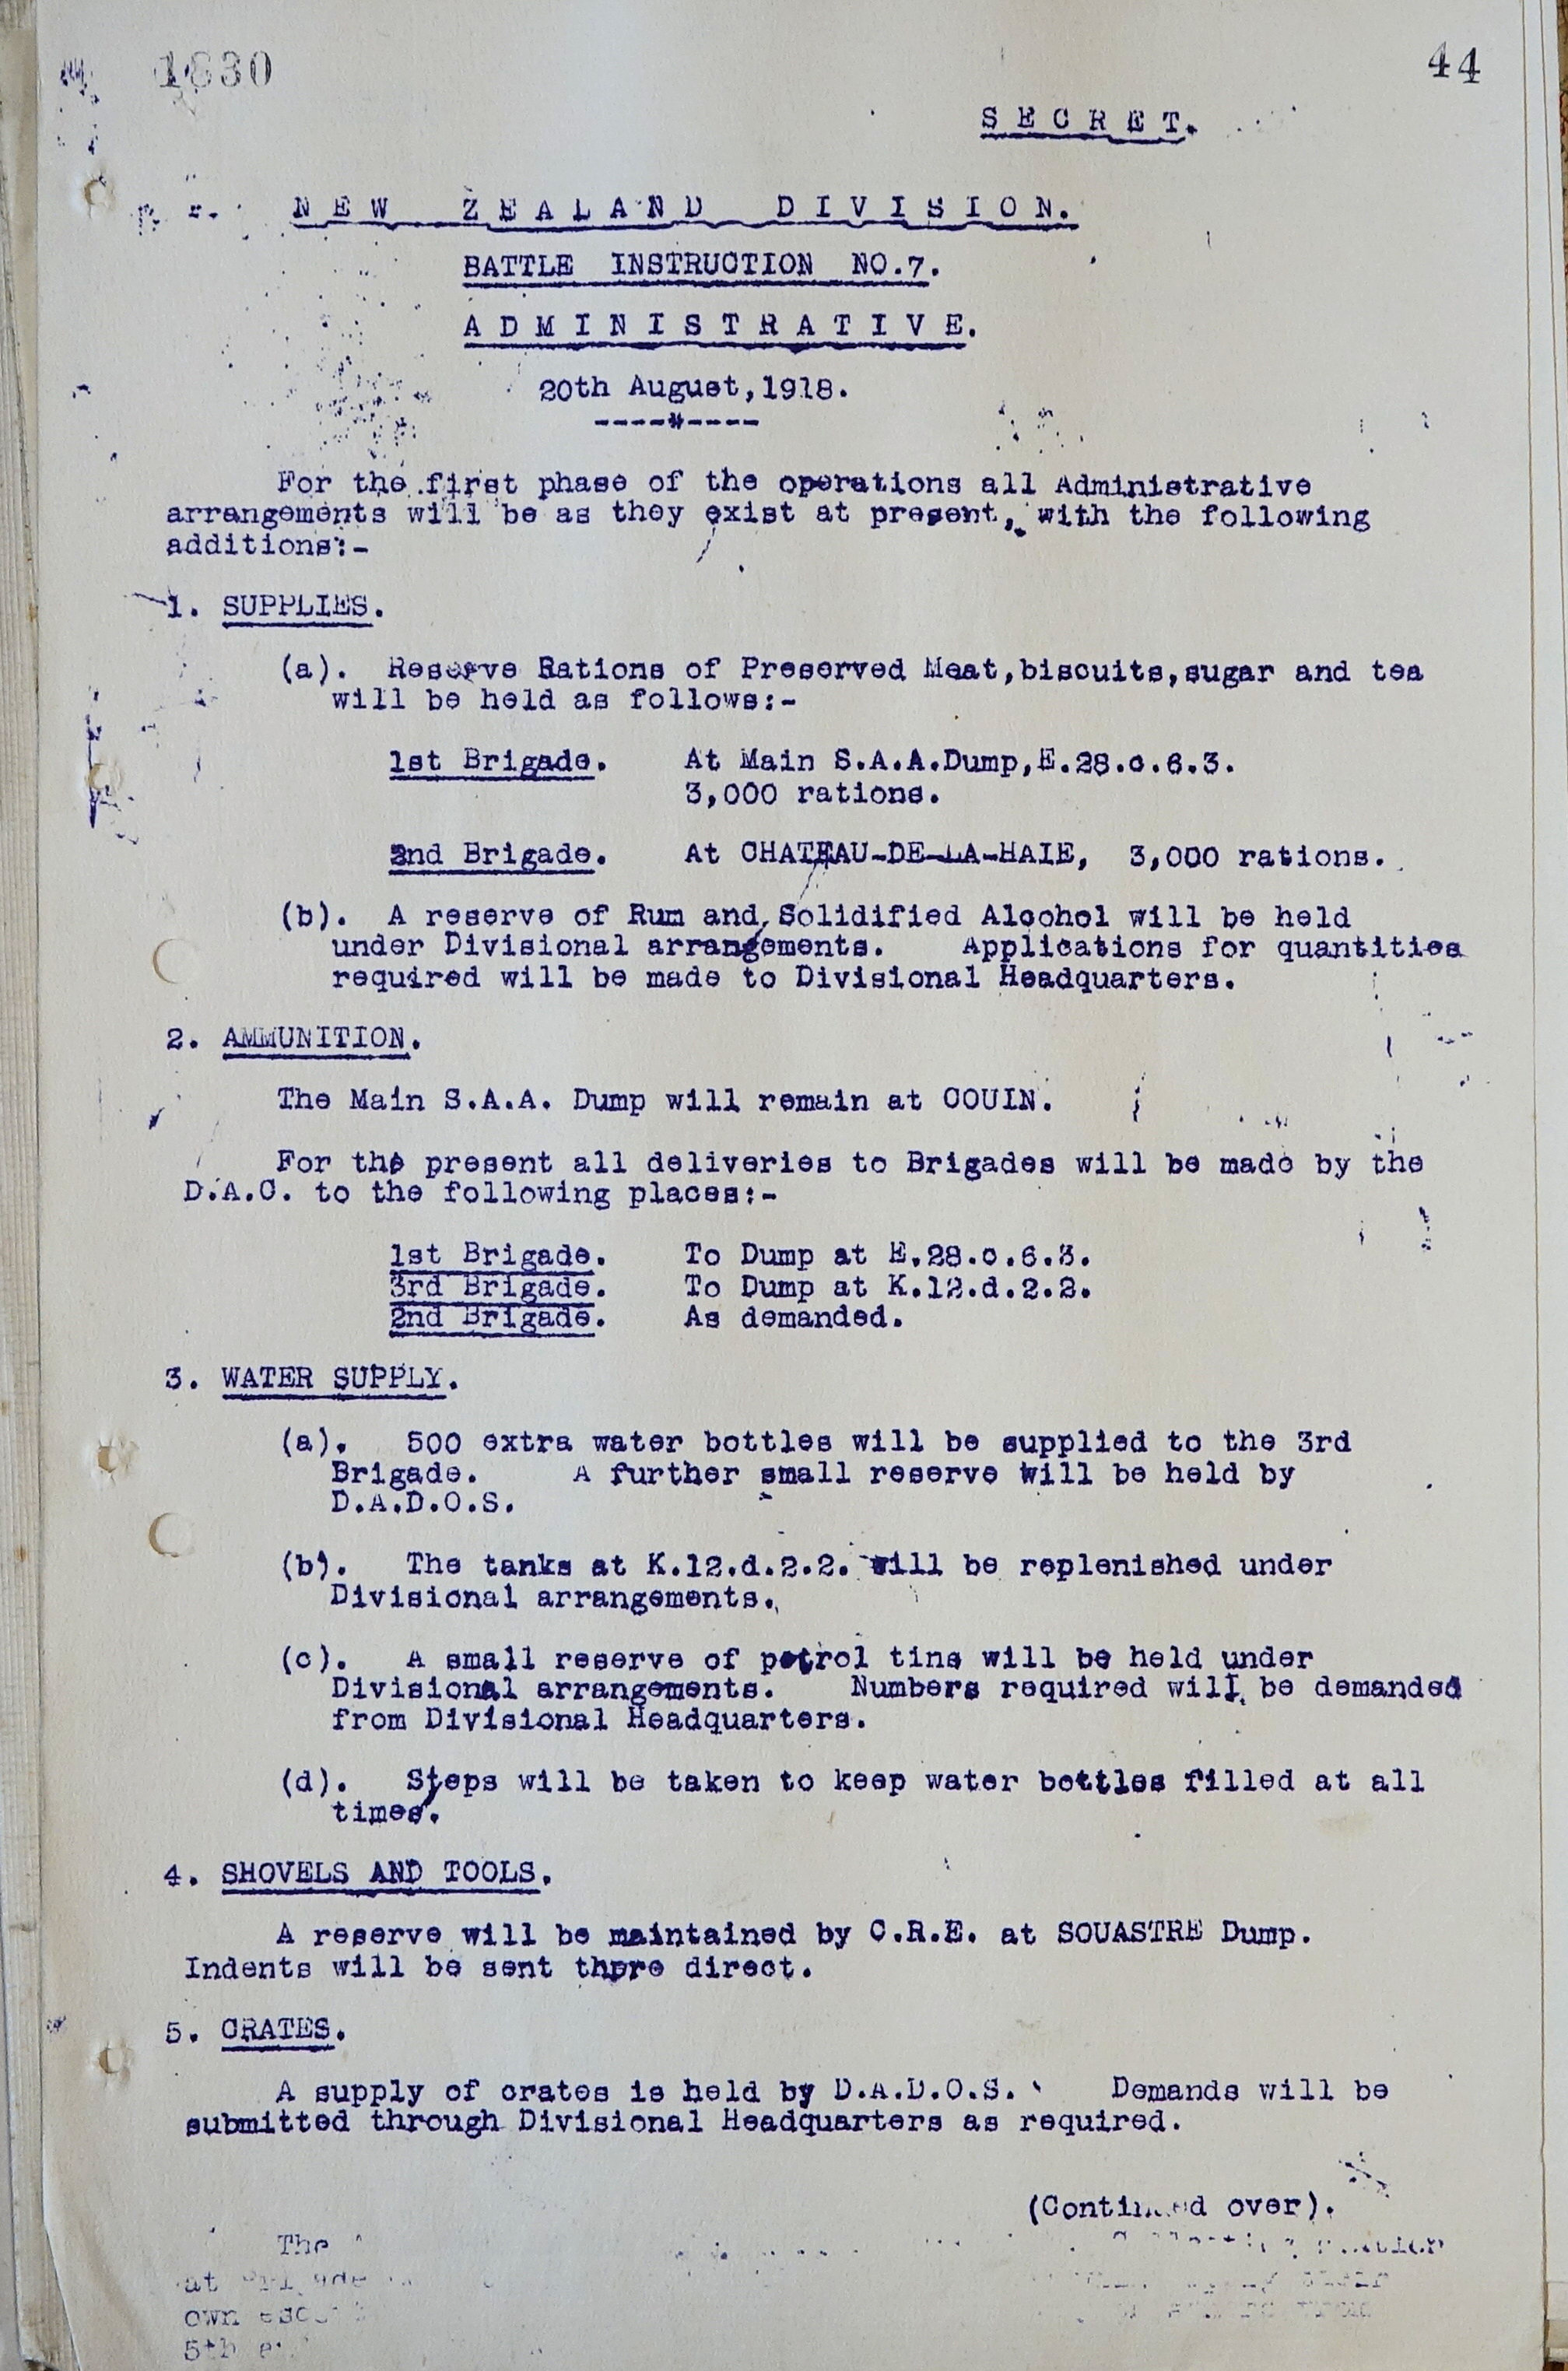 1830
44
SECRET.
NEW ZEALAND DIVISION.
BATTLE INSTRUCTION NO.7.
ADMINISTRATIVE.
20th August,1918.
----*----
For the first phase of the operations all Administrative
arrangements will be as they exist at present, with the following
additions:-
1. SUPPLIES.
(a). Reserve Rations of Preserved Meat,biscuits,sugar and tea
will be held as follows:-
1st Brigade. At Main S.A.A.Dump,E.28.c.6.3.
3,000 rations.
2nd Brigade. At CHATEAU-DE-LA-HAIE, 3,000 rations.
(b). A reserve of Rum and Solidified Alcohol will be held
under Divisional arrangements. Applications for quantities
required will be made to Divisional Headquarters.
2. AMMUNITION.
The Main S.A.A. Dump will remain at COUIN.
For the present all deliveries to Brigades will be made by the
D.A.C. to the following places:-
1st Brigade. To Dump at E.28.c.6.3.
3rd Brigade. To Dump at K.12.d.2.2.
2nd Brigade. As demanded.
3. WATER SUPPLY.
(a). 500 extra water bottles will be supplied to the 3rd
Brigade. A further small reserve will be held by
D.A.D.O.S.
(b). The tanks at K.12.d.2.2. will be replenished under
Divisional arrangements.
(c). A small reserve of petrol tins will be held under
Divisional arrangements. Numbers required will be demanded
from Divisional Headquarters.
(d). Steps will be taken to keep water bottles filled at all
times.
4. SHOVELS AND TOOLS.
A reserve will be maintained by C.R.E. at SOUASTRE Dump.
Indents will be sent there direct.
5. CRATES.
A supply of crates is held by D.A.D.O.S. Demands will be
submitted through Divisional Headquarters as required.
(Continued over).
The
at
own
5th